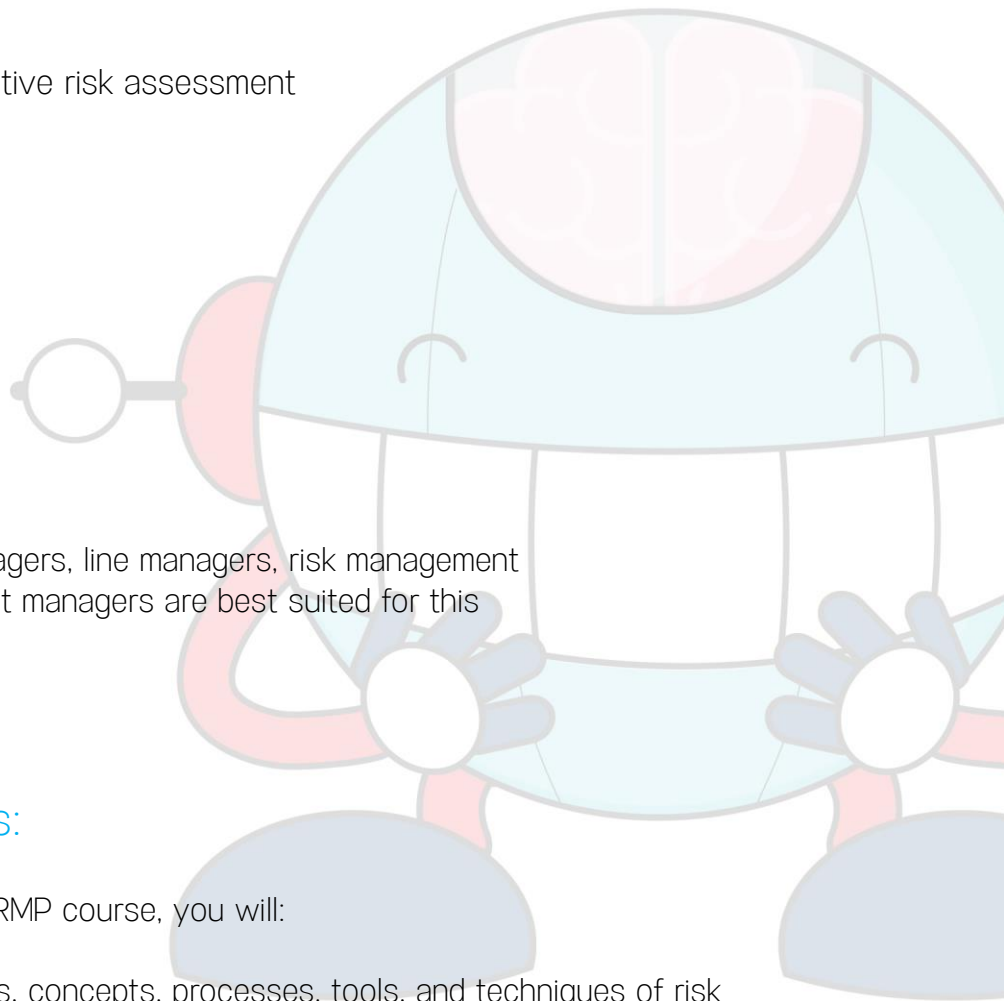 tive risk assessment
agers, line managers, risk management
t managers are best suited for this
s:
RMP course, you will:
s, concepts, processes, tools, and techniques of risk